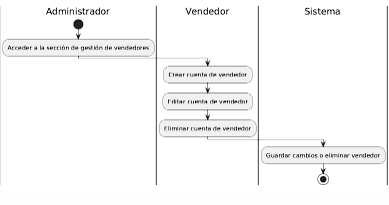 Administrador
Vendedor
Sistema
Acceder a la sección de gestión de vendedores
Crear cuenta de vendedor
Editar cuenta de vendedor
Eliminar cuenta de vendedor
Guardar cambios o eliminar vendedor